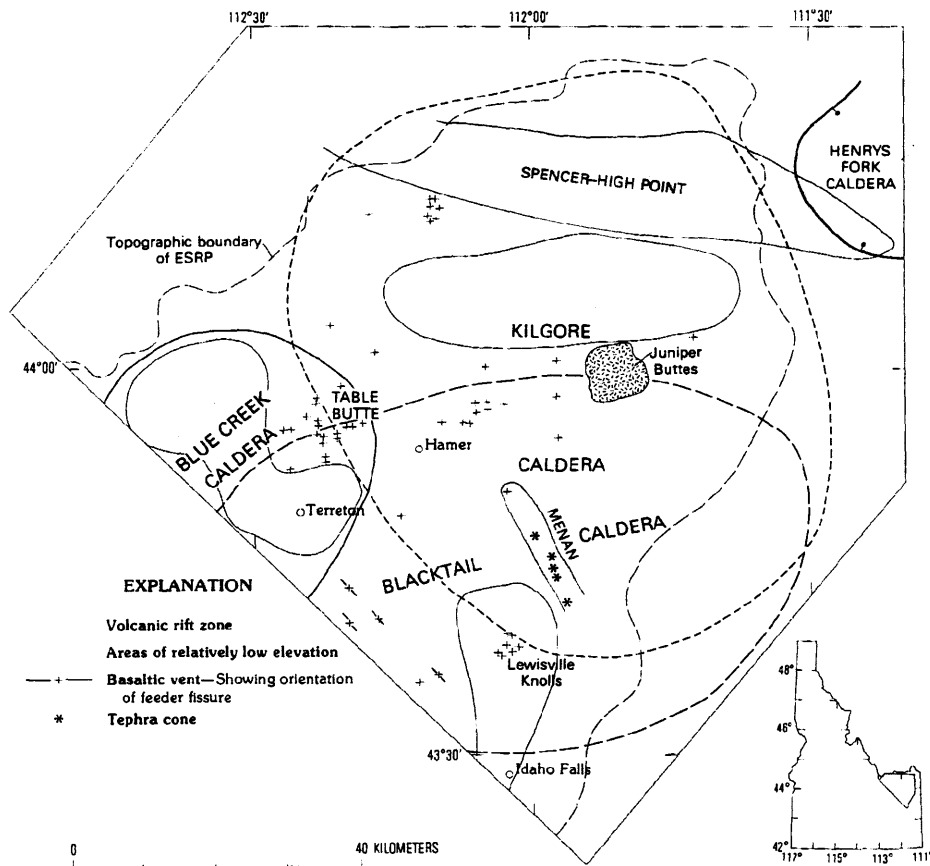 112°30'
112°00'
111°30'
HENRYS
FORK
CALDERA
SPENCER–HIGH POINT
Topographic boundary
of ESRP
KILGORE
Juniper
Buttes
44°00'
TABLE
BUTTE
BLUE CREEK
CALDERA
Hamer
CALDERA
Terreton
MENAN
CALDERA
BLACKTAIL
EXPLANATION
Volcanic rift zone
Areas of relatively low elevation
Basaltic vent—Showing orientation
of feeder fissure
* Tephra cone
Lewisville
Knolls
43°30'
Idaho Falls
0 40 KILOMETERS
48°
46°
44°
42°
117° 115° 113° 111°